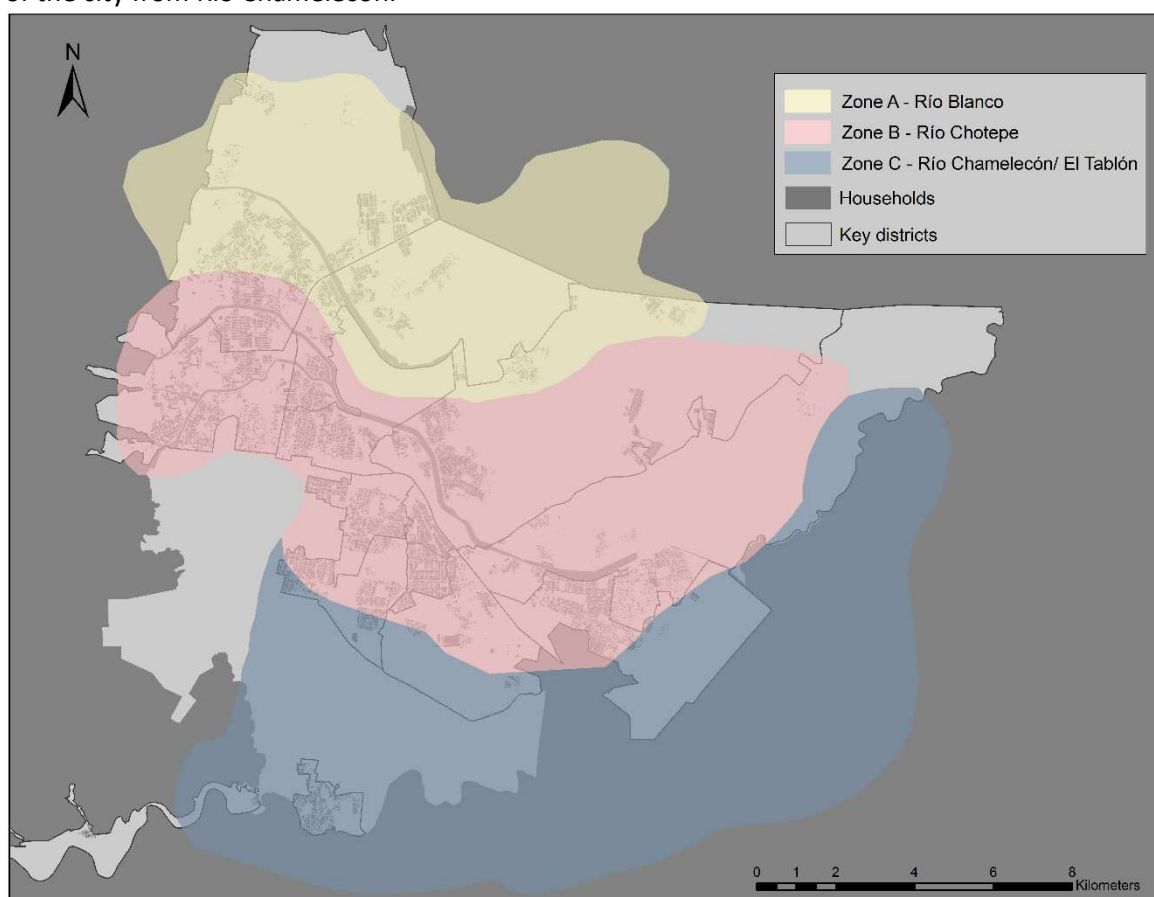 of the city from Río Chamelecón.
N
Zone A - Río Blanco
Zone B - Río Chotepe
Zone C - Río Chamelecón/ El Tablón
Households
Key districts
0 1 2 4 6 8
Kilometers